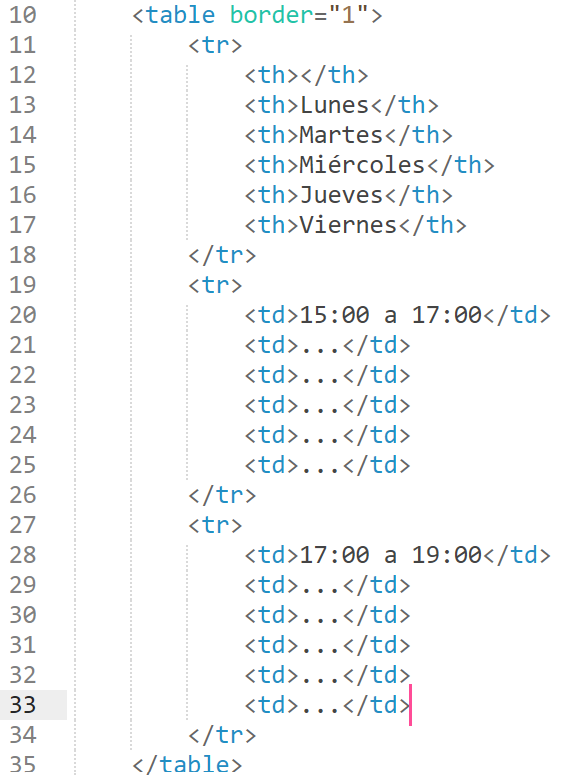 10 <table border="1">
11 <tr>
12 <th></th>
13 <th>Lunes</th>
14 <th>Martes</th>
15 <th>Miércoles</th>
16 <th>Jueves</th>
17 <th>Viernes</th>
18 </tr>
19 <tr>
20 <td>15:00 a 17:00</td>
21 <td>...</td>
22 <td>...</td>
23 <td>...</td>
24 <td>...</td>
25 <td>...</td>
26 </tr>
27 <tr>
28 <td>17:00 a 19:00</td>
29 <td>...</td>
30 <td>...</td>
31 <td>...</td>
32 <td>...</td>
33 <td>...</td>
34 </tr>
35 </table>